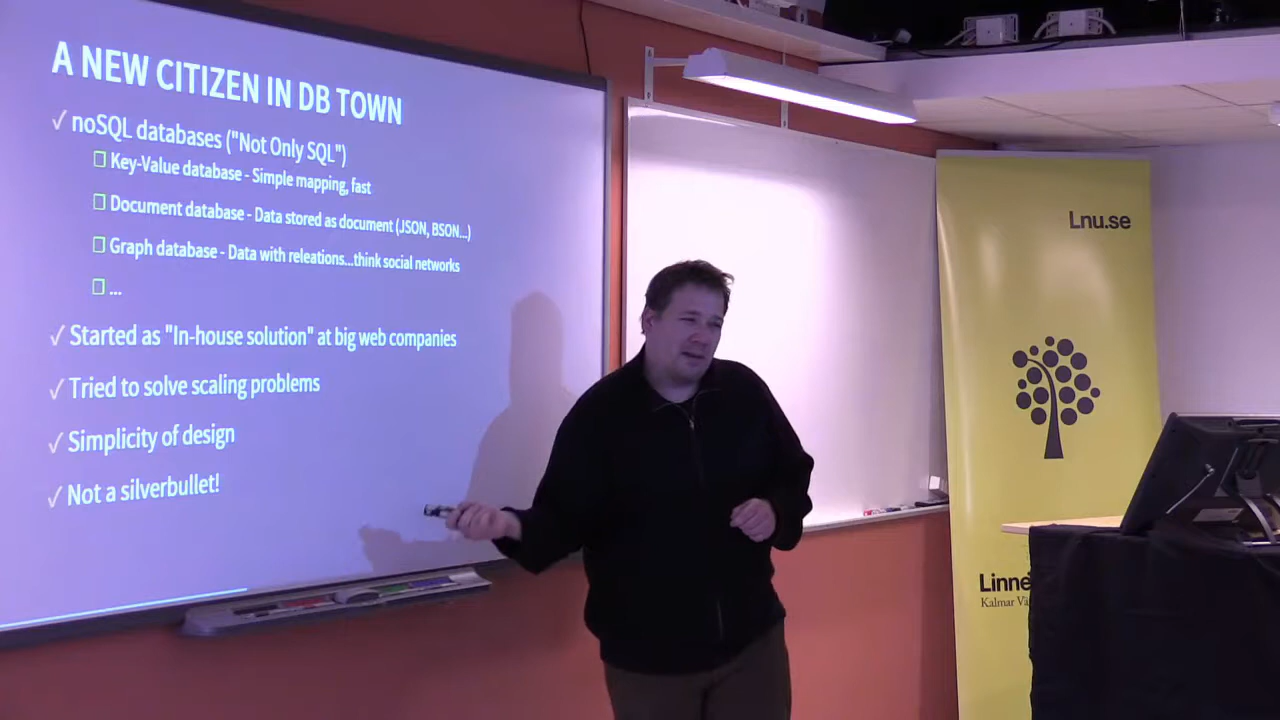 A NEW CITIZEN IN DB TOWN
✓ noSQL databases ("Not Only SQL")
Key-Value database - Simple mapping, fast
Document database - Data stored as document (JSON, BSON...)
Graph database - Data with releations...think social networks
...
✓ Started as "In-house solution" at big web companies
✓ Tried to solve scaling problems
✓ Simplicity of design
✓ Not a silverbullet!
Lnu.se
Linne
Kalmar Vä